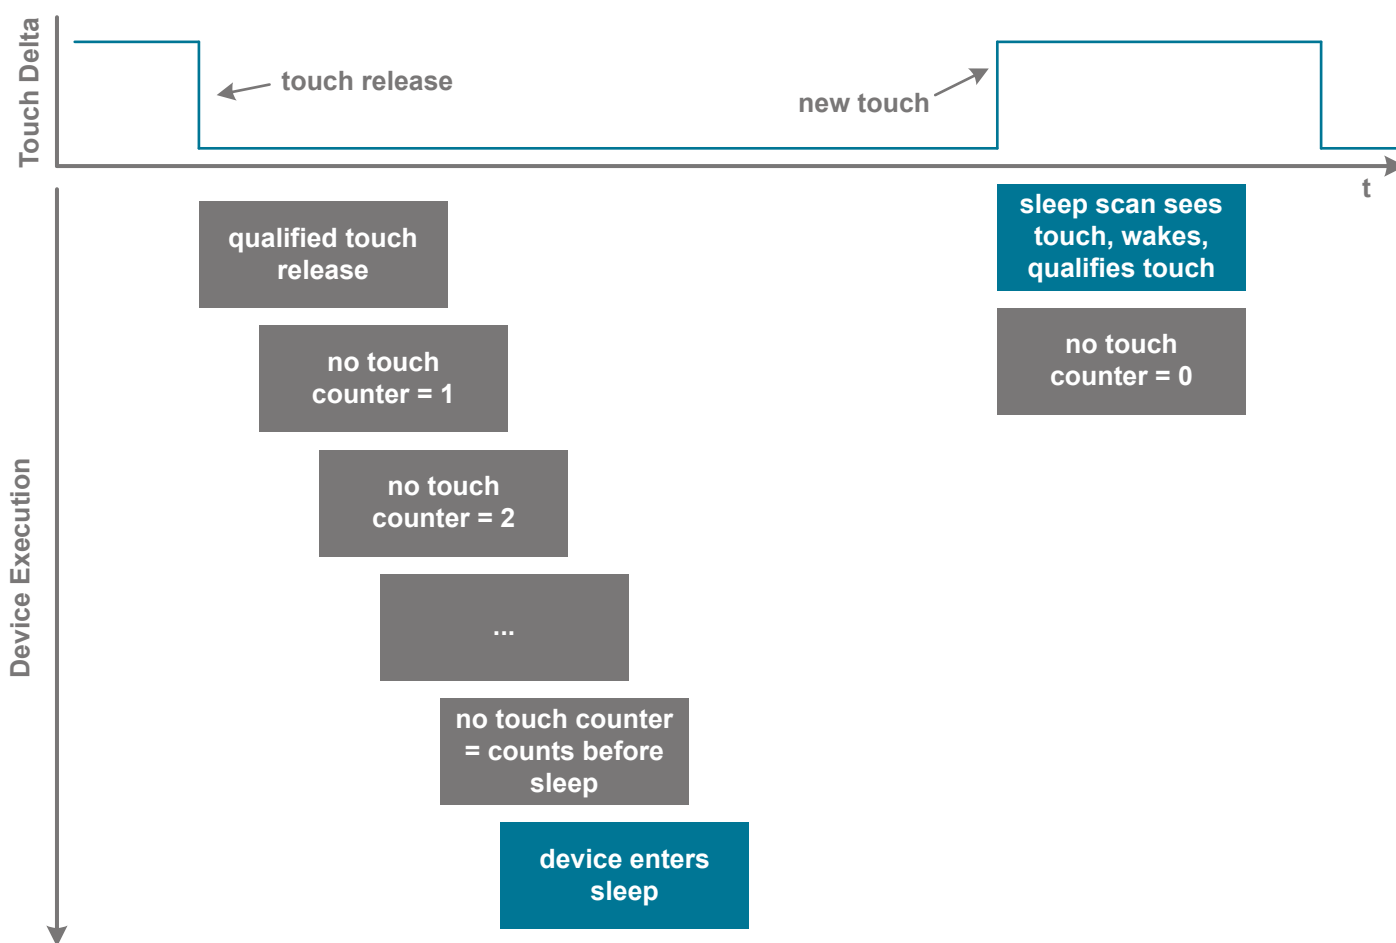 Touch Delta
touch release
new touch
t
Device Execution
qualified touch
release
no touch
counter = 1
no touch
counter = 2
...
no touch counter
= counts before
sleep
device enters
sleep
sleep scan sees
touch, wakes,
qualifies touch
no touch
counter = 0